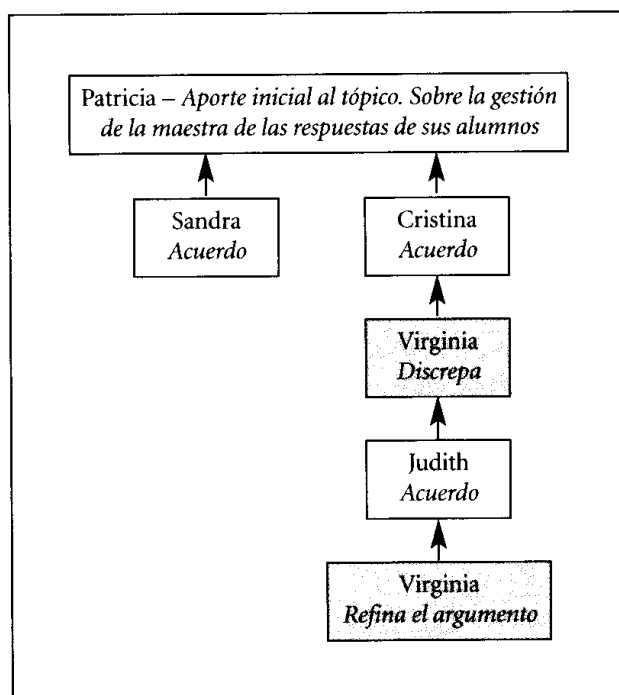 Patricia – Aporte inicial al tópico. Sobre la gestión
de la maestra de las respuestas de sus alumnos
Sandra
Acuerdo
Cristina
Acuerdo
Virginia
Discrepa
Judith
Acuerdo
Virginia
Refina el argumento